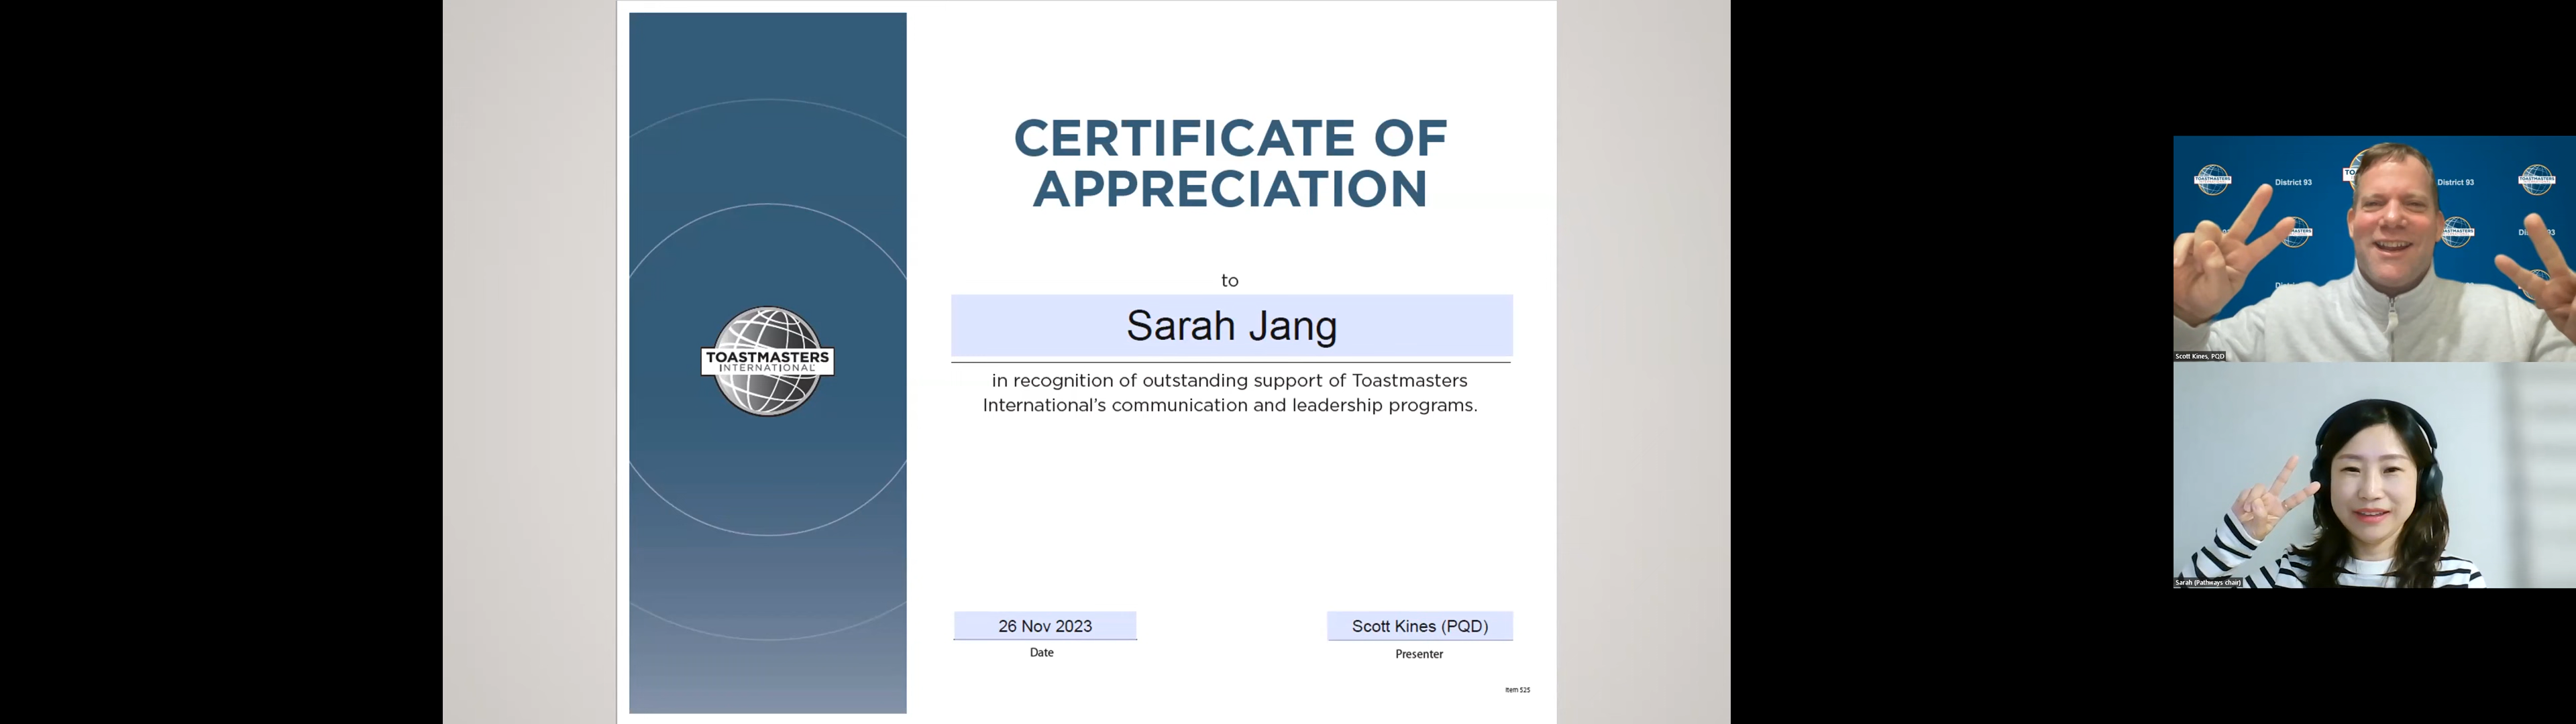 CERTIFICATE OF
APPRECIATION
to
Sarah Jang
in recognition of outstanding support of Toastmasters
International's communication and leadership programs.
TOASTMASTERS
INTERNATIONAL
26 Nov 2023
Date
Scott Kines (PQD)
Presenter
Item 525
District 93
District 93
Scott Kines, PQD
Sarah (Pathways chair)